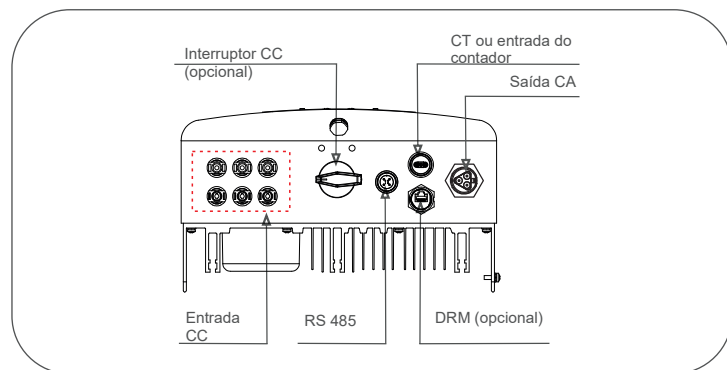 Interruptor CC
(opcional)
CT ou entrada do
contador
Saída CA
Entrada
CC
RS 485
DRM (opcional)